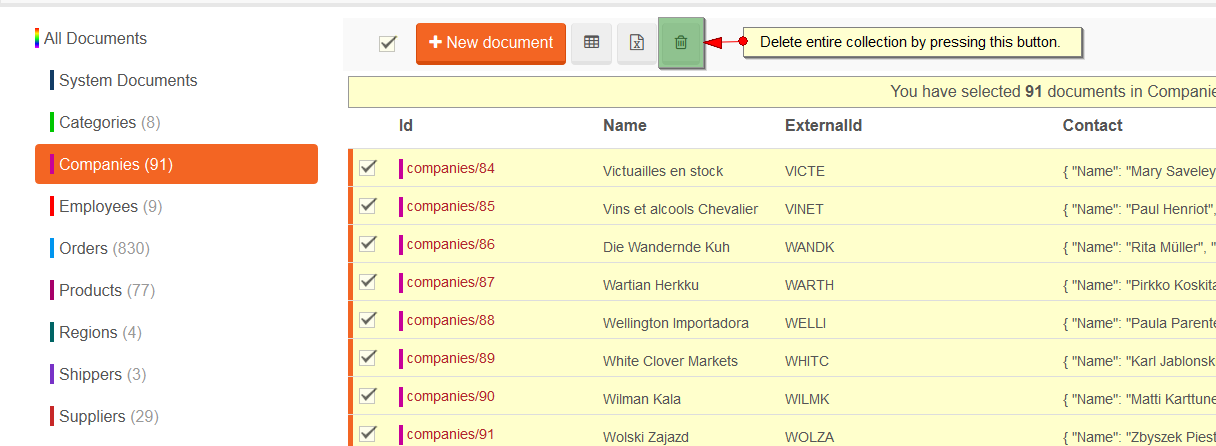 All Documents
System Documents
Categories (8)
Companies (91)
Employees (9)
Orders (830)
Products (77)
Regions (4)
Shippers (3)
Suppliers (29)
+ New document
Delete entire collection by pressing this button.
You have selected 91 documents in Companie
Id Name ExternalId Contact
companies/84 Victuailles en stock VICTE { "Name": "Mary Saveley
companies/85 Vins et alcools Chevalier VINET { "Name": "Paul Henriot",
companies/86 Die Wandernde Kuh WANDK { "Name": "Rita Müller", "
companies/87 Wartian Herkku WARTH { "Name": "Pirkko Koskita
companies/88 Wellington Importadora WELLI { "Name": "Paula Parente
companies/89 White Clover Markets WHITC { "Name": "Karl Jablonsk
companies/90 Wilman Kala WILMK { "Name": "Matti Karttune
companies/91 Wolski Zajazd WOLZA { "Name": "Zbyszek Piest